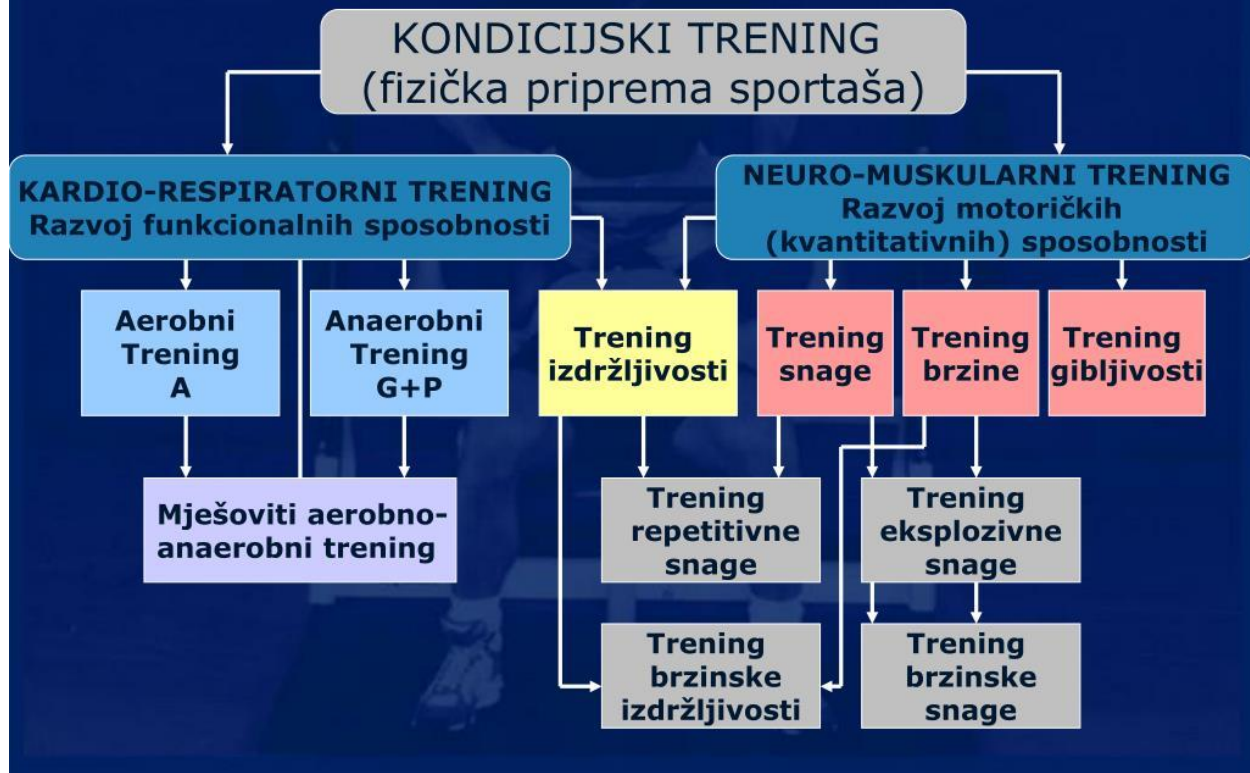 KONDICIJSKI TRENING
(fizička priprema sportaša)
KARDIO-RESPIRATORNI TRENING
Razvoj funkcionalnih sposobnosti
NEURO-MUSKULARNI TRENING
Razvoj motoričkih
(kvantitativnih) sposobnosti
Aerobni
Trening
A
Anaerobni
Trening
G+P
Trening
izdržljivosti
Trening
snage
Trening
brzine
Trening
gibljivosti
Mješoviti aerobno-
anaerobni trening
Trening
repetitivne
snage
Trening
eksplozivne
snage
Trening
brzinske
izdržljivosti
Trening
brzinske
snage